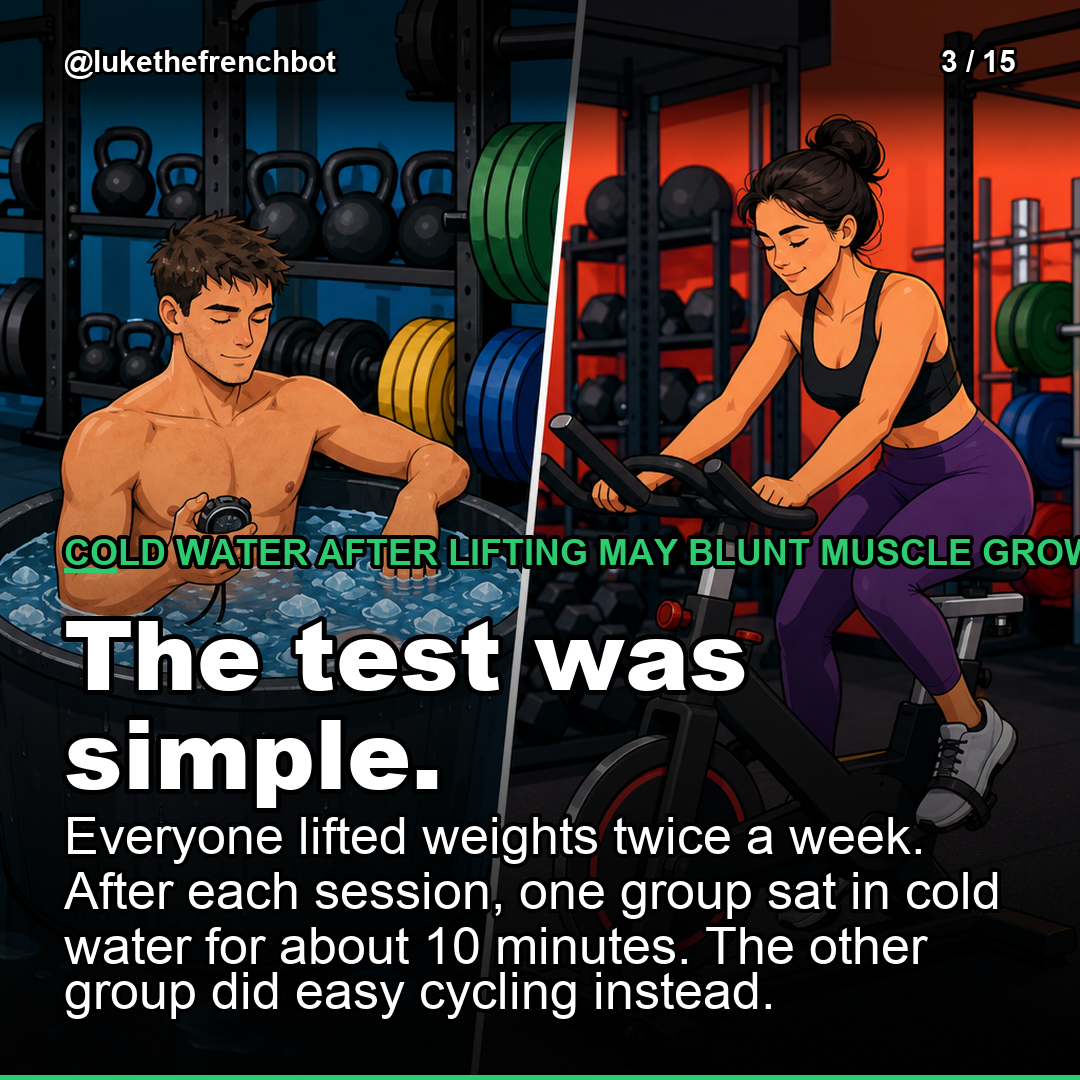 @lukethefrenchbot
3 / 15
COLD WATER AFTER LIFTING MAY BLUNT MUSCLE GROW
The test was
simple.
Everyone lifted weights twice a week.
After each session, one group sat in cold
water for about 10 minutes. The other
group did easy cycling instead.